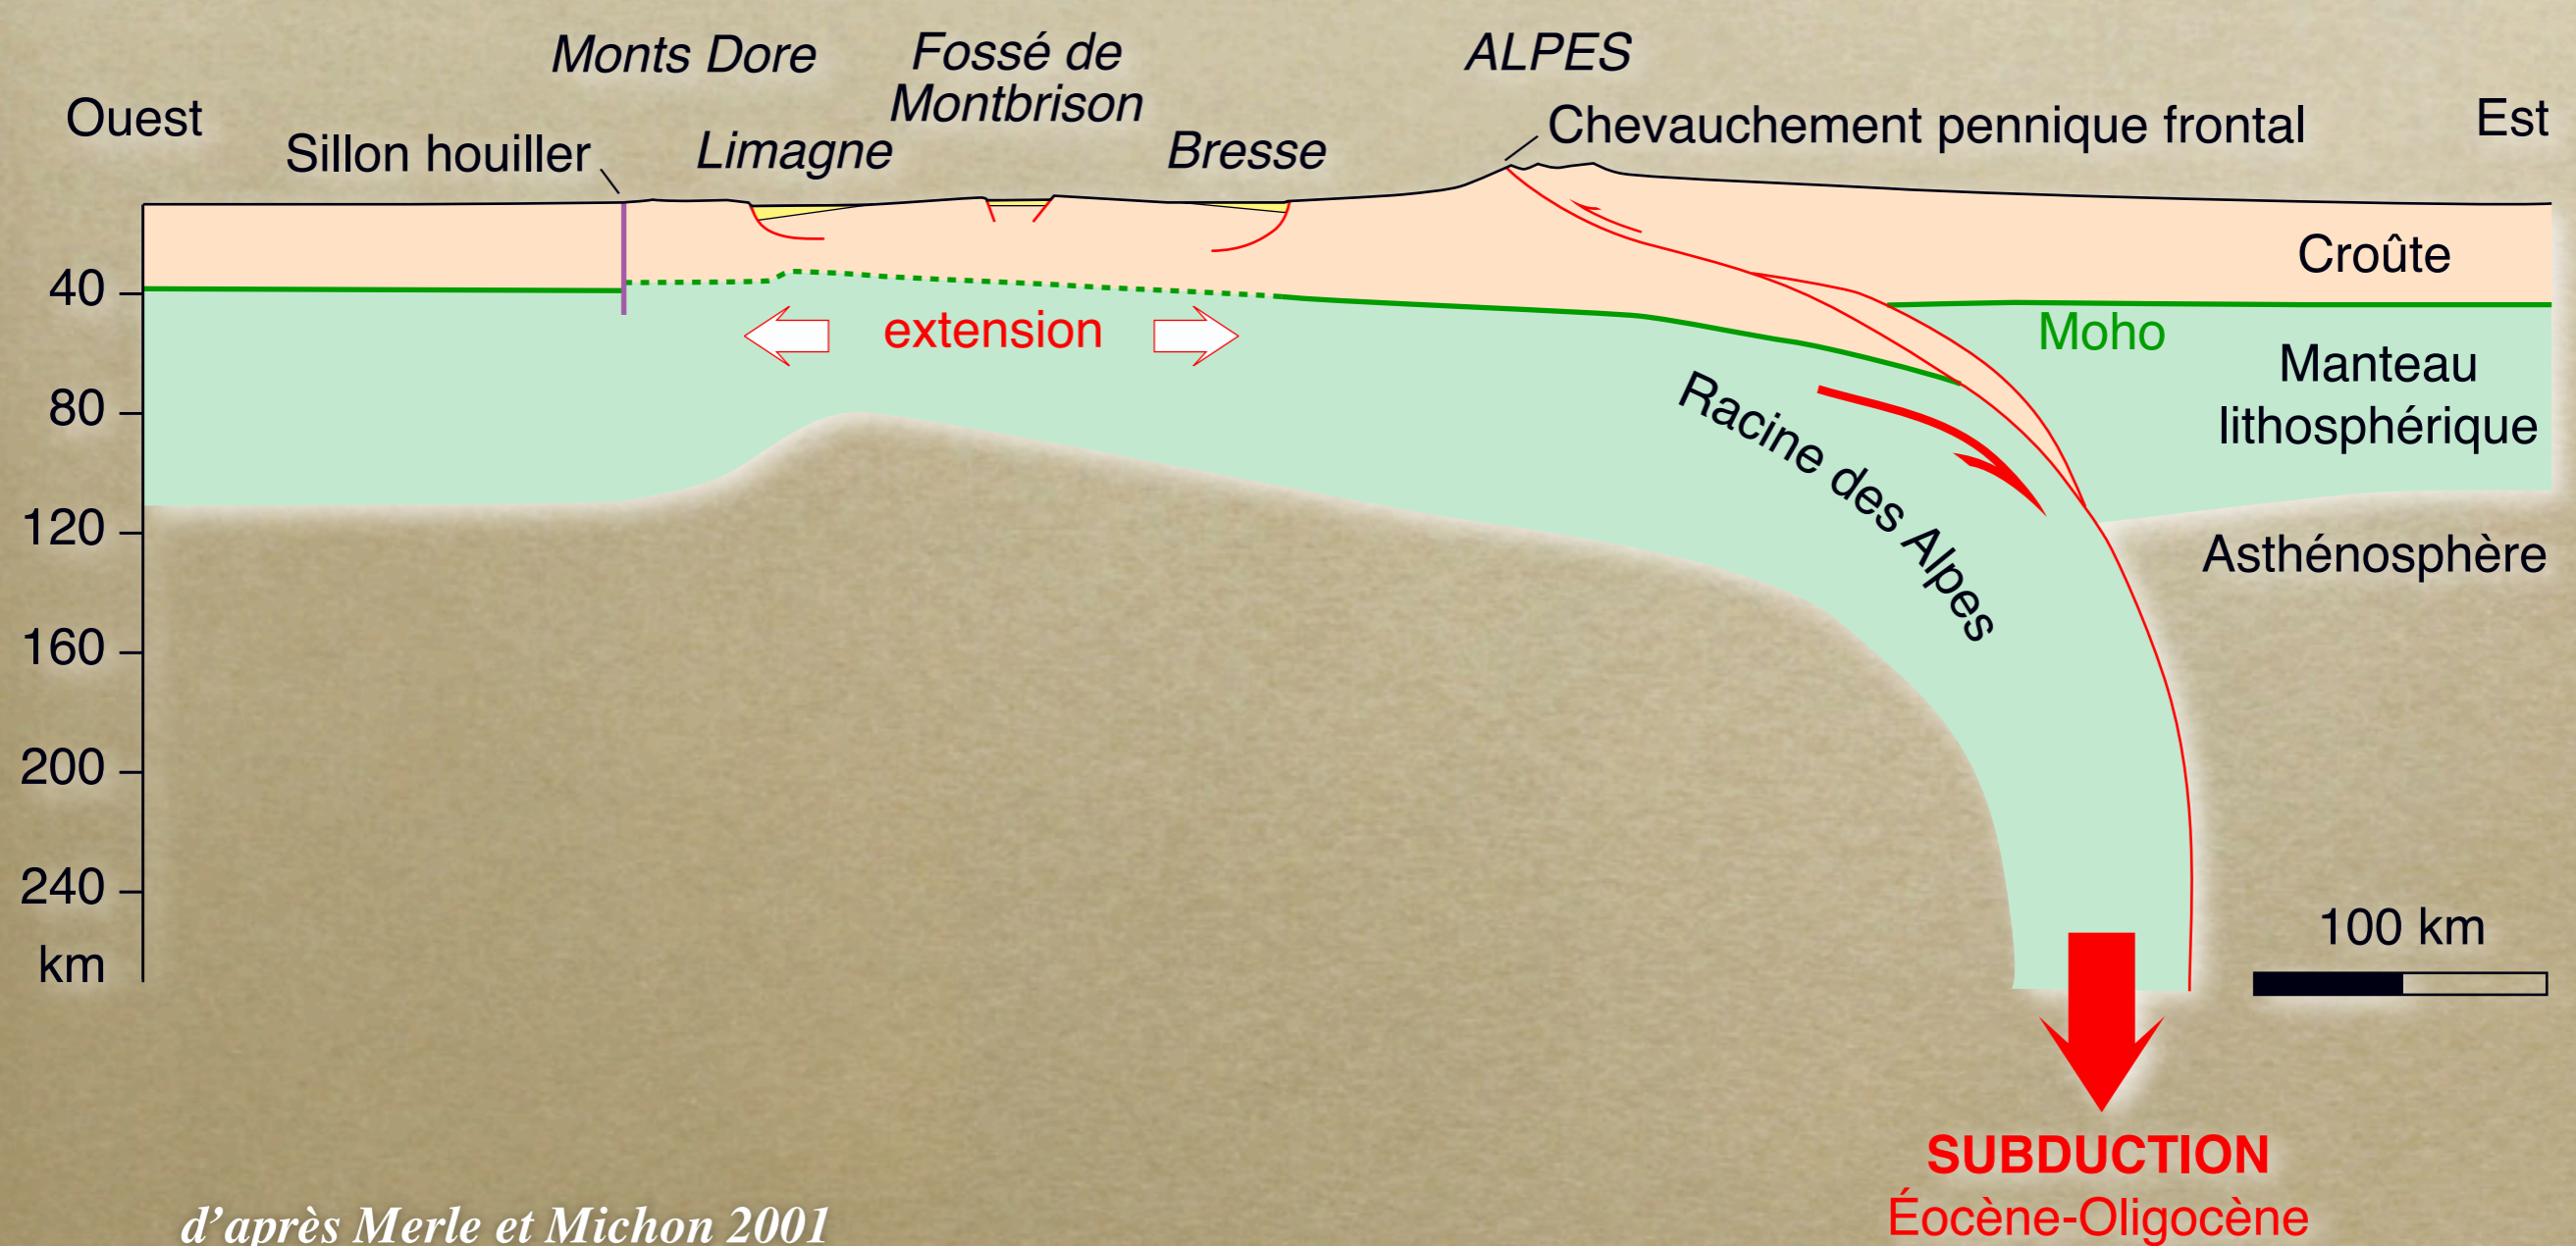 Monts Dore
Fossé de
Montbrison
ALPES
Ouest
Sillon houiller
Limagne
Bresse
Chevauchement pennique frontal
Est
Croûte
40
extension
Moho
Manteau
lithosphérique
80
Racine des Alpes
120
Asthénosphère
160
200
240
km
100 km
SUBDUCTION
Éocène-Oligocène
d’après Merle et Michon 2001